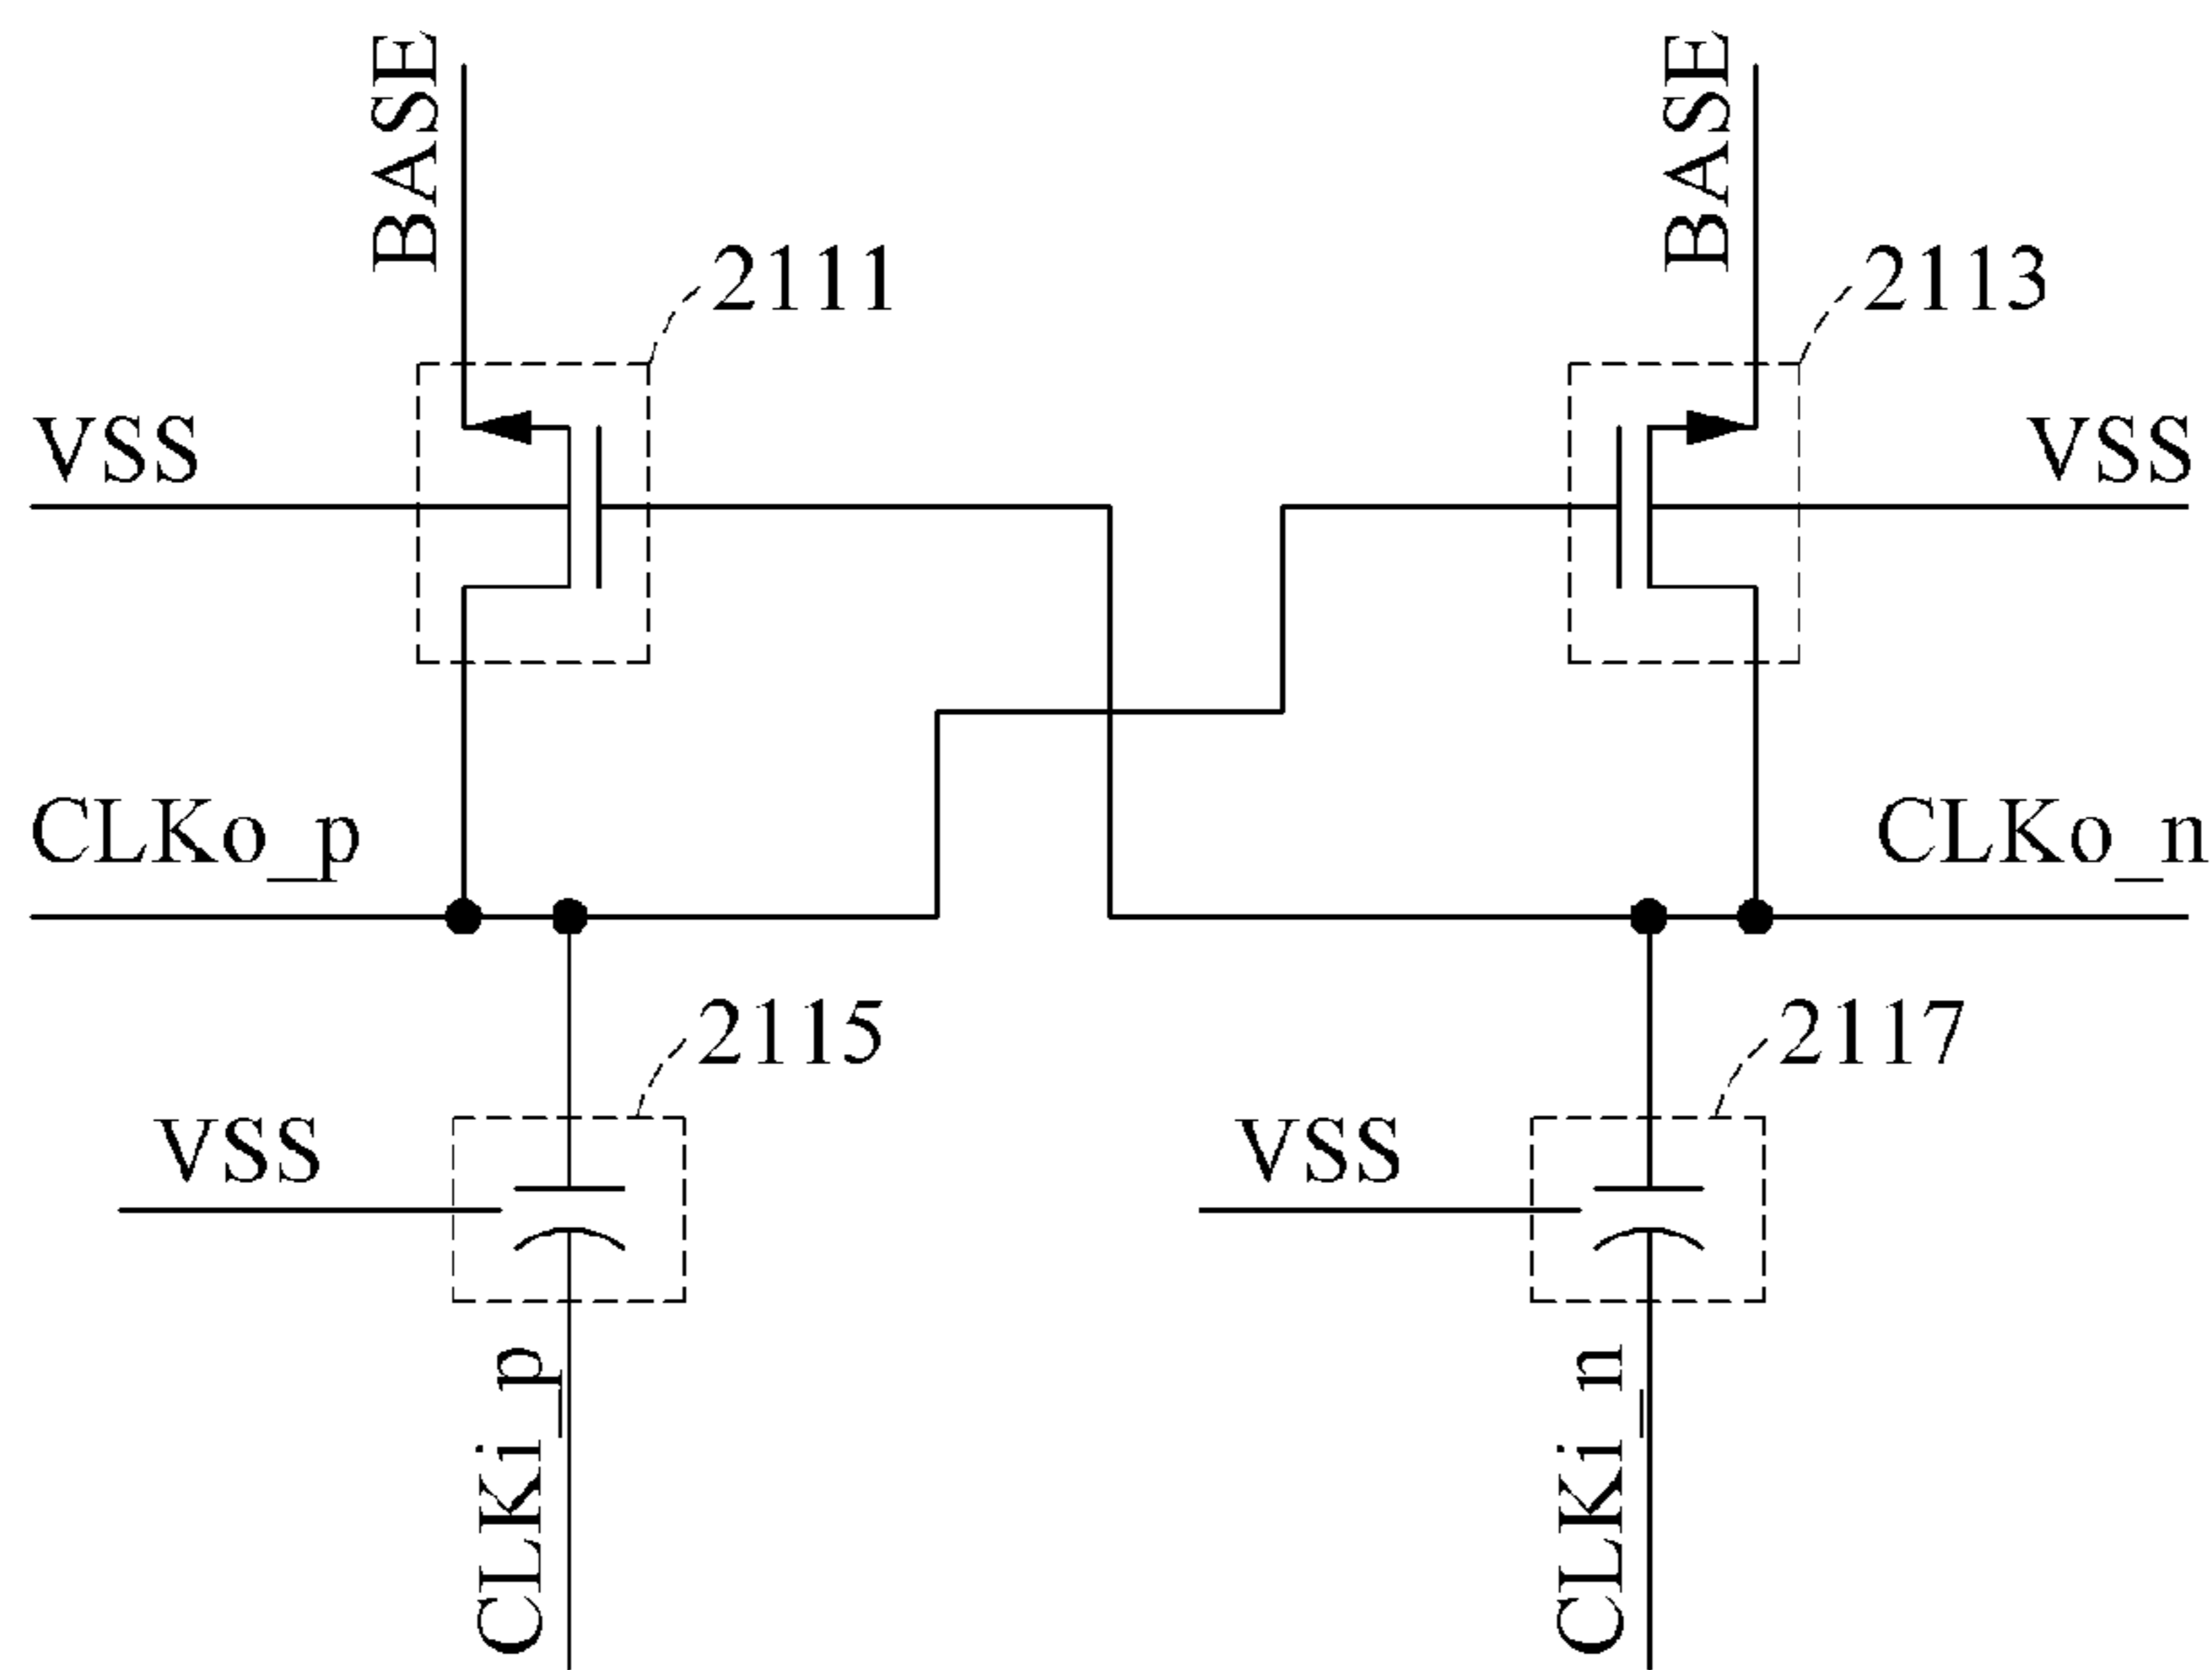 BASE
BASE
2111
2113
VSS
VSS
CLKo_p
CLKo_n
2115
2117
VSS
VSS
CLKi_p
CLKi_n